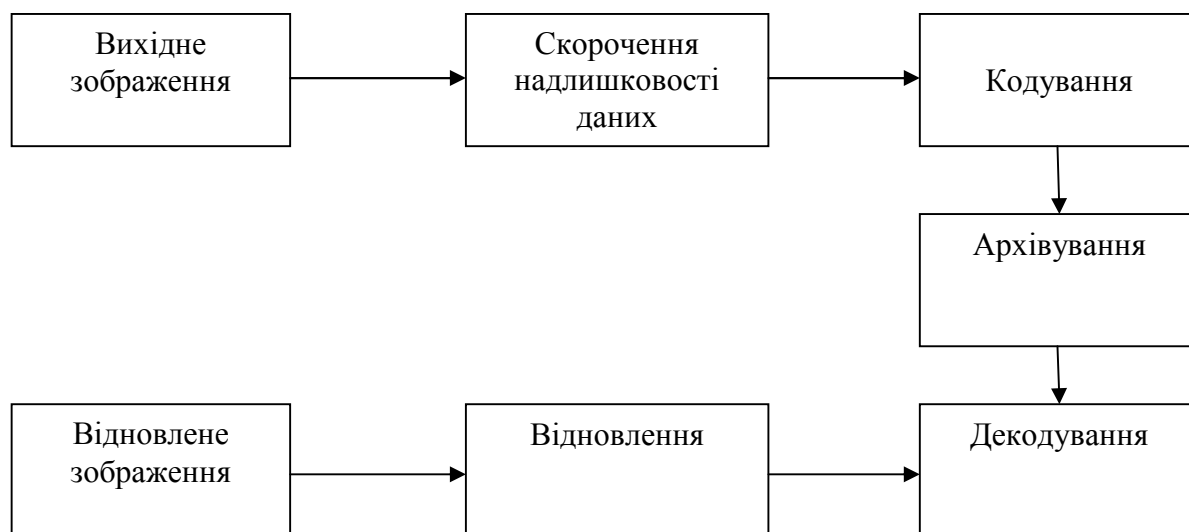 Вихідне
зображення
Скорочення
надлишковості
даних
Кодування
Архівування
Відновлене
зображення
Відновлення
Декодування